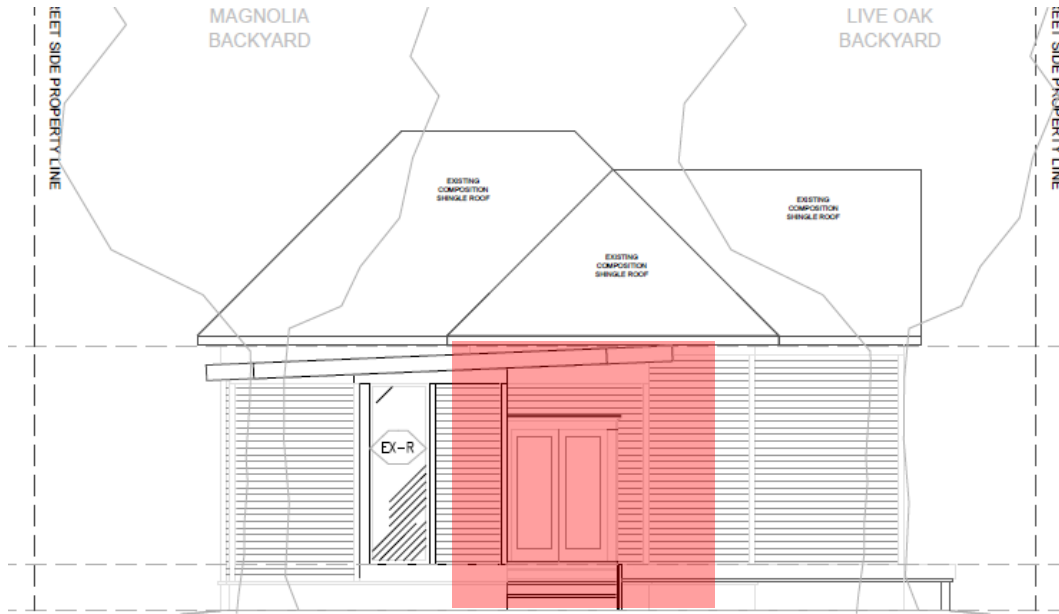 MAGNOLIA
BACKYARD
LIVE OAK
BACKYARD
EET SIDE PROPERTY LINE
EET SIDE PROPERTY LINE
EXISTING
COMPOSITION
SHINGLE ROOF
EXISTING
COMPOSITION
SHINGLE ROOF
EXISTING
COMPOSITION
SHINGLE ROOF
EX-R